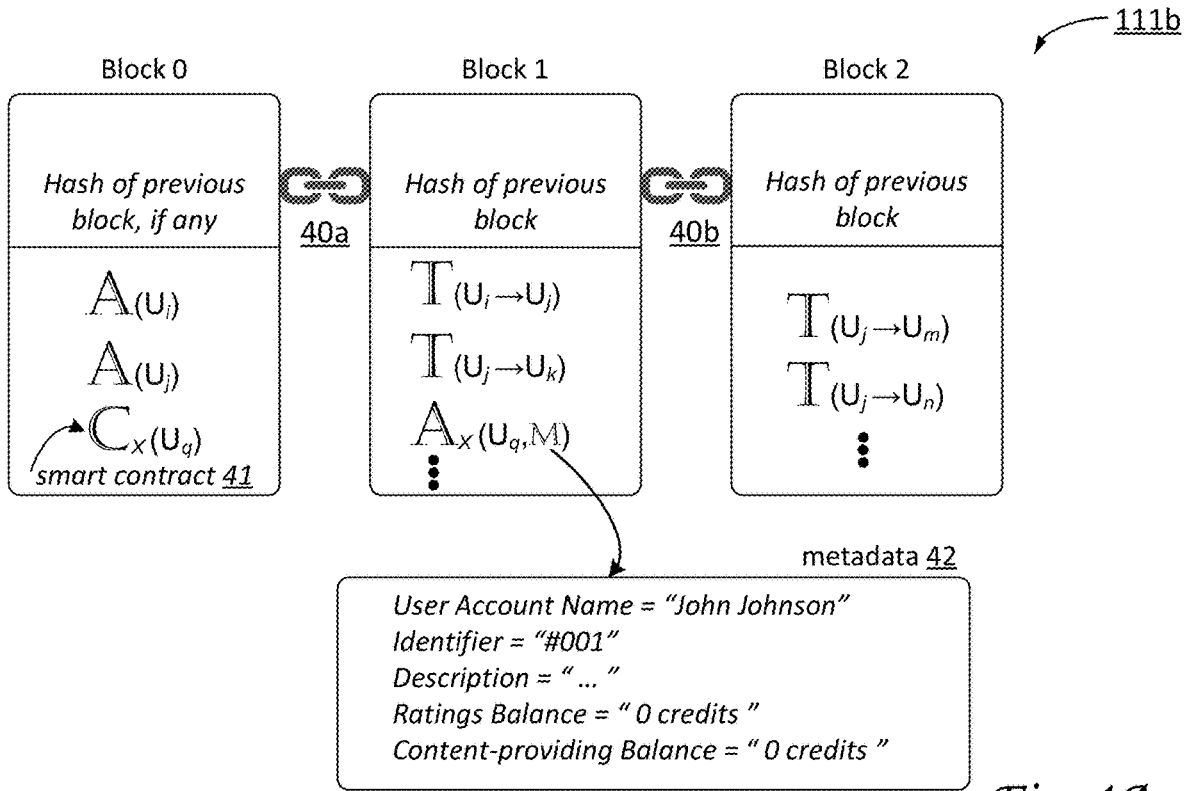 111b
Block 0
Block 1
Block 2
Hash of previous
block, if any
40a
Hash of previous
block
40b
Hash of previous
block
A(Ui)
A(Uj)
Cx(Uq)
smart contract 41
T(Ui→Uj)
T(Uj→Uk)
Ax(Uq,M)
T(Uj→Um)
T(Uj→Un)
metadata 42
User Account Name = “John Johnson”
Identifier = “#001”
Description = “ ... ”
Ratings Balance = “ 0 credits ”
Content-providing Balance = “ 0 credits ”